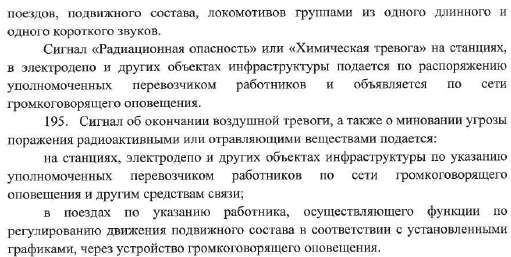 поездов, подвижного состава, локомотивов группами из одного длинного и
одного короткого звуков.
Сигнал «Радиационная опасность» или «Химическая тревога» на станциях,
в электродепо и других объектах инфраструктуры подается по распоряжению
уполномоченных перевозчиком работников и объявляется по сети
громкоговорящего оповещения.
195. Сигнал об окончании воздушной тревоги, а также о миновании угрозы
поражения радиоактивными или отравляющими веществами подается:
на станциях, электродепо и других объектах инфраструктуры по указанию
уполномоченных перевозчиком работников по сети громкоговорящего
оповещения и другим средствам связи;
в поездах по указанию работника, осуществляющего функции по
регулированию движения подвижного состава в соответствии с установленными
графиками, через устройство громкоговорящего оповещения.